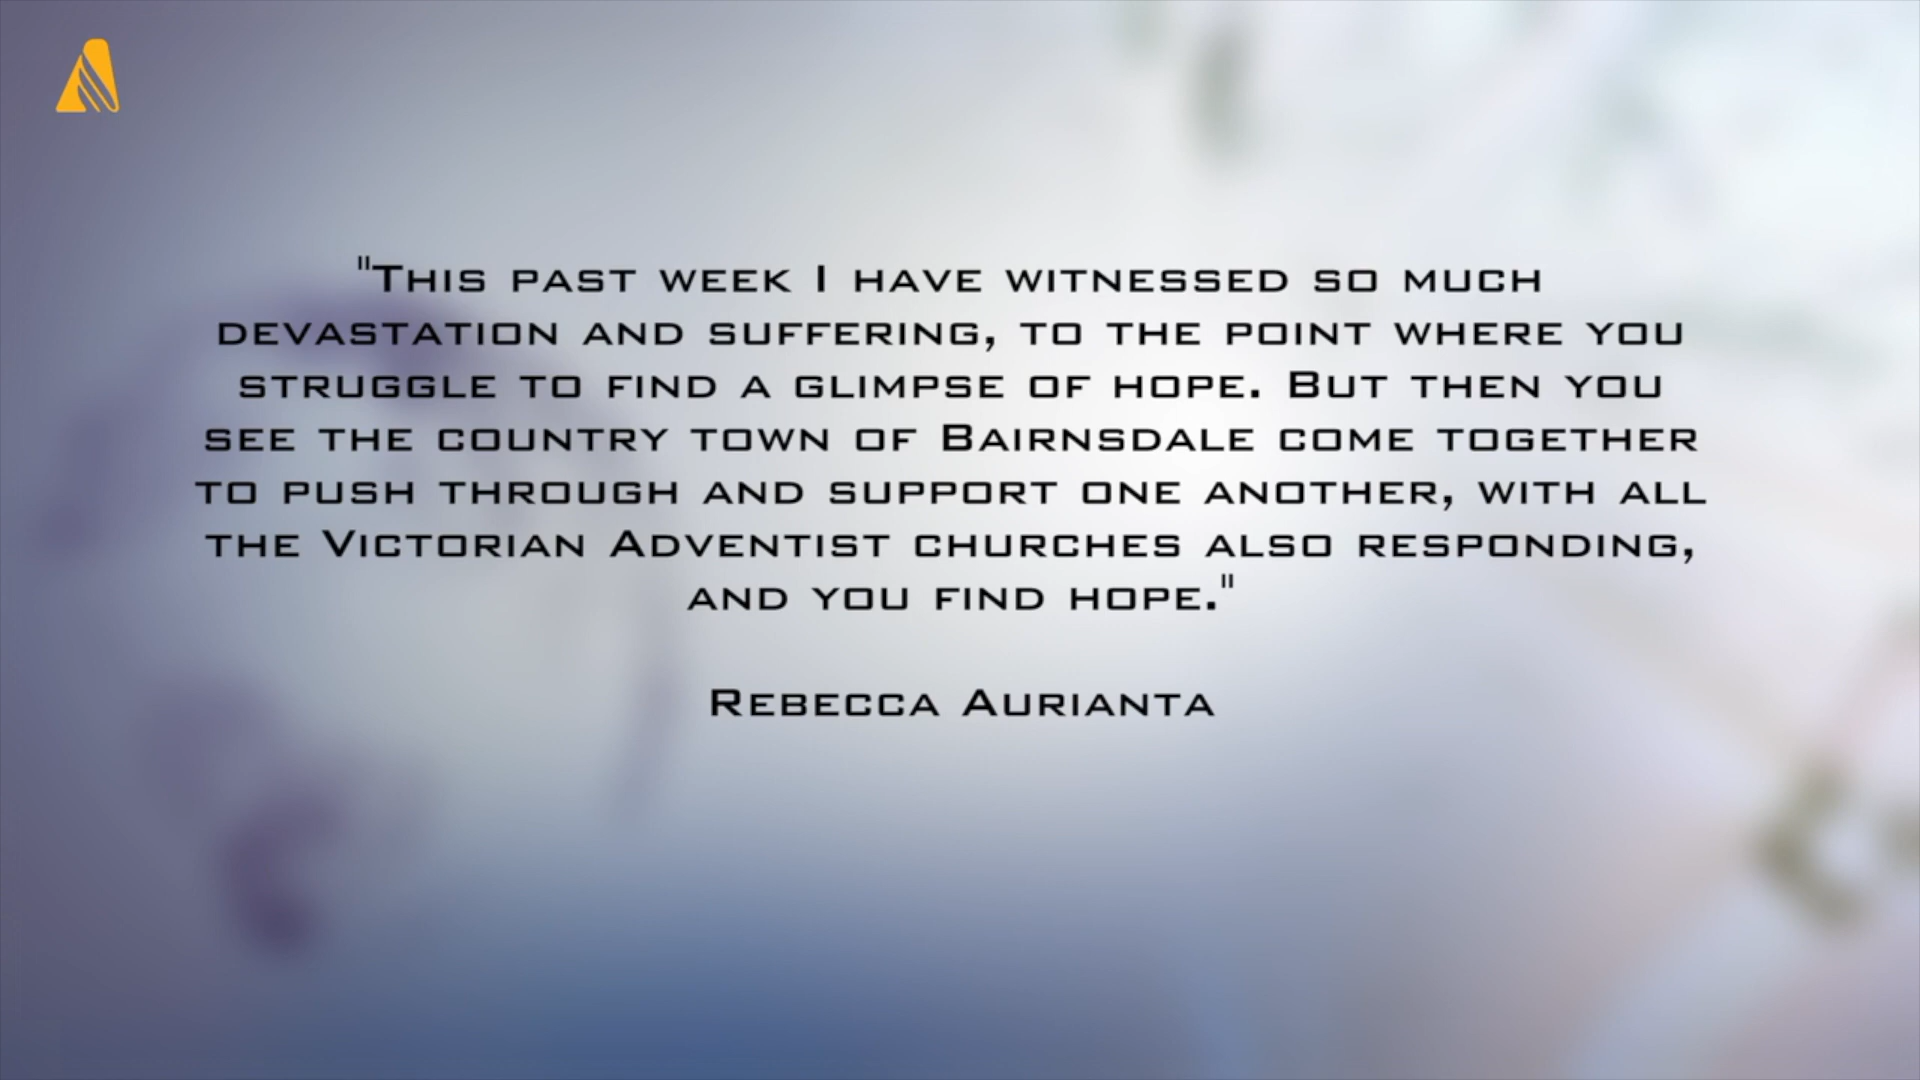 "This past week I have witnessed so much
devastation and suffering, to the point where you
struggle to find a glimpse of hope. But then you
see the country town of Bairnsdale come together
to push through and support one another, with all
the Victorian Adventist churches also responding,
and you find hope."
Rebecca Aurianta